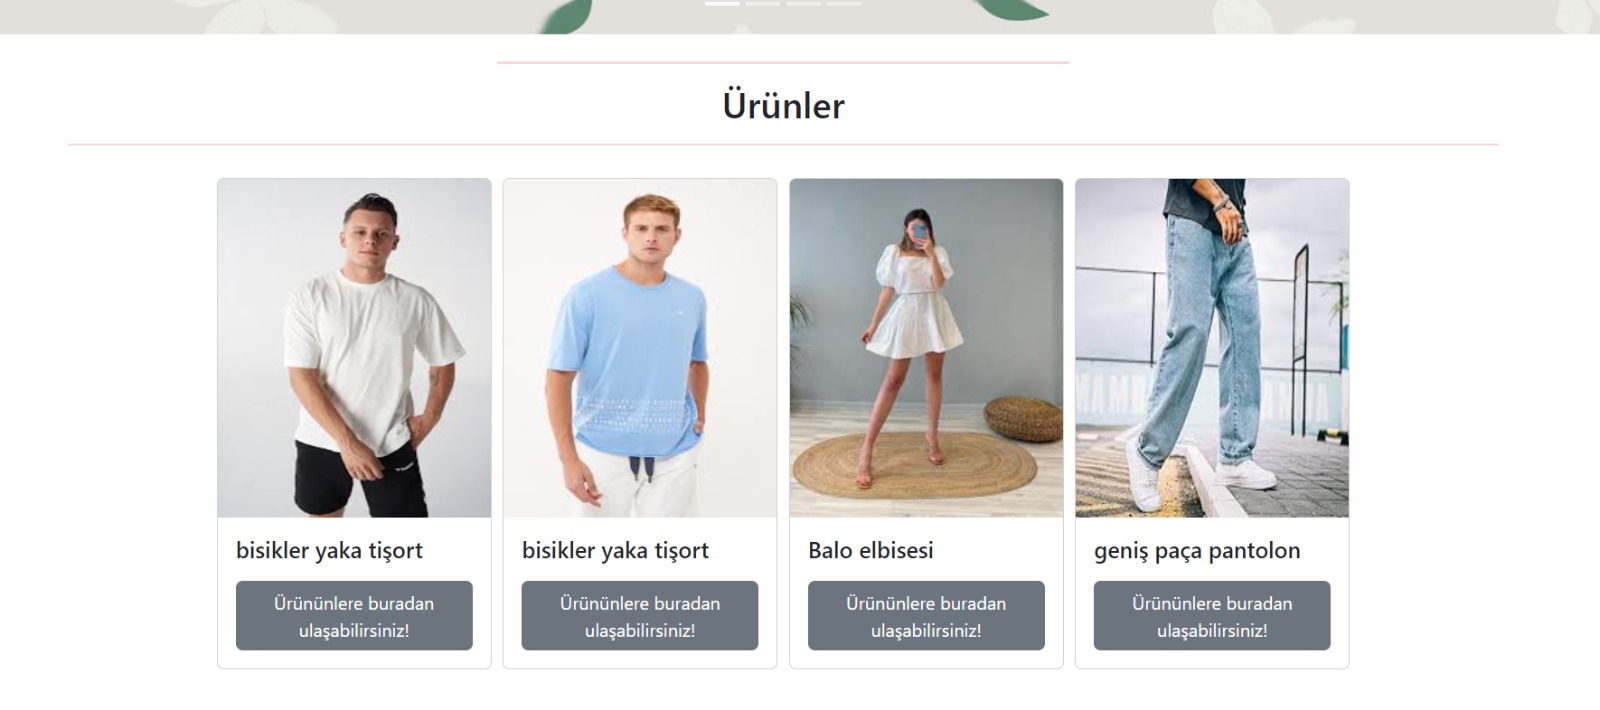 Ürünler
bisikler yaka tişort
bisikler yaka tişort
Balo elbisesi
geniş paça pantolon
Ürününlere buradan
ulaşabilirsiniz!
Ürününlere buradan
ulaşabilirsiniz!
Ürününlere buradan
ulaşabilirsiniz!
Ürününlere buradan
ulaşabilirsiniz!